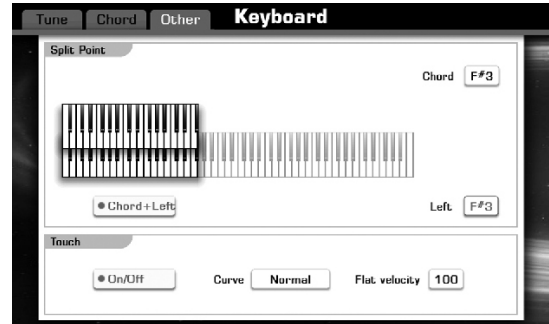 Tune Chord Other Keyboard
Split Point
Chord F#3
Chord+Left Left F#3
Touch
On/Off Curve Normal Flat velocity 100